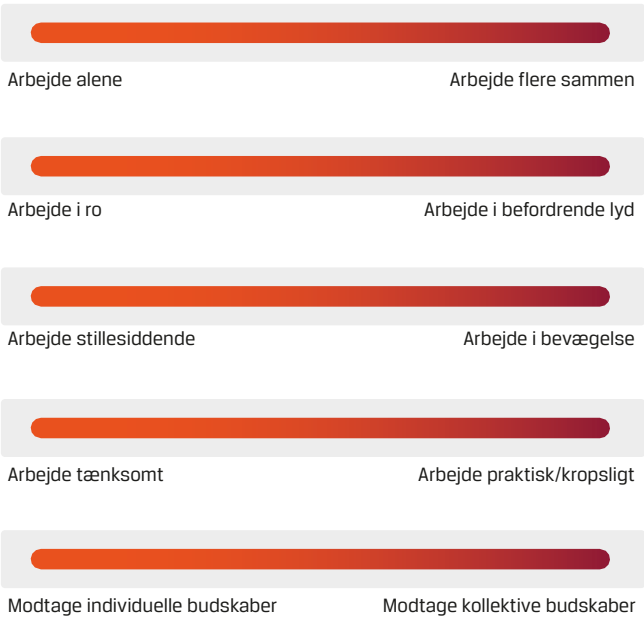 Arbejde alene
Arbejde flere sammen
Arbejde i ro
Arbejde i befordrende lyd
Arbejde stillesiddende
Arbejde i bevægelse
Arbejde tænksomt
Arbejde praktisk/kropsligt
Modtage individuelle budskaber
Modtage kollektive budskaber